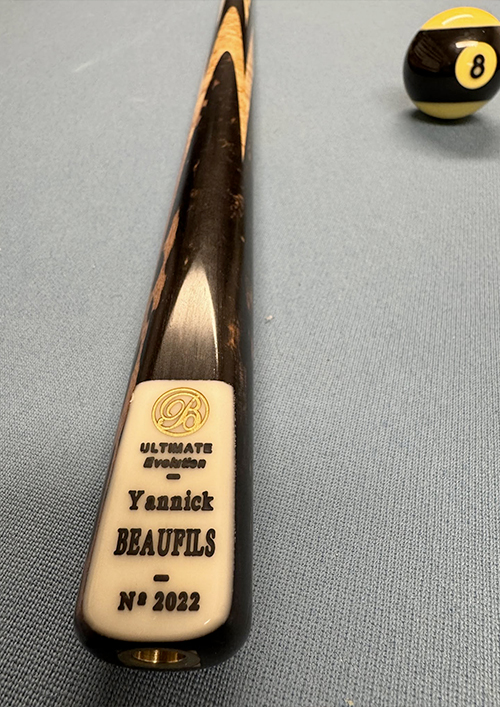 B
ULTIMATE
Evolution
Yannick
BEAUFILS
Nº 2022
8